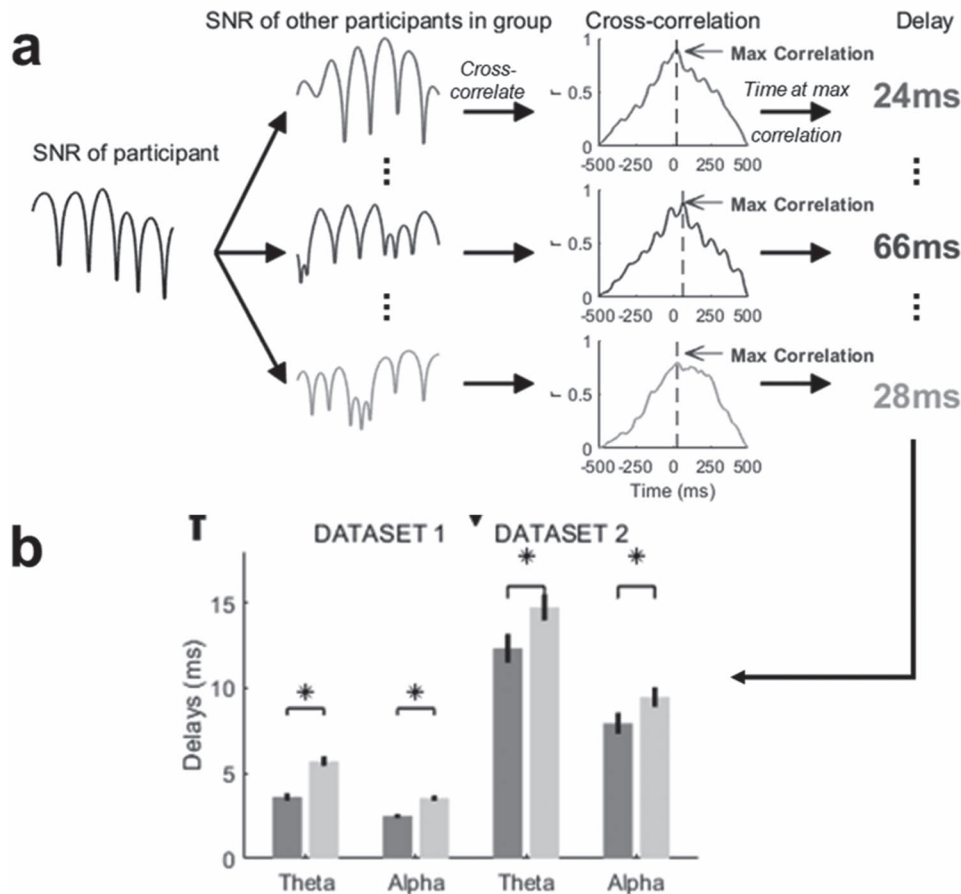 a
SNR of other participants in group
Cross-correlation
Delay
SNR of participant
Cross-
correlate
1
0.5
0
r
-500 -250 0 250 500
Max Correlation
Time at max
correlation
24ms
1
0.5
0
r
-500 -250 0 250 500
Max Correlation
66ms
1
0.5
0
r
-500 -250 0 250 500
Time (ms)
Max Correlation
28ms
b
DATASET 1
DATASET 2
Delays (ms)
15
10
5
0
* * * *
Theta Alpha Theta Alpha